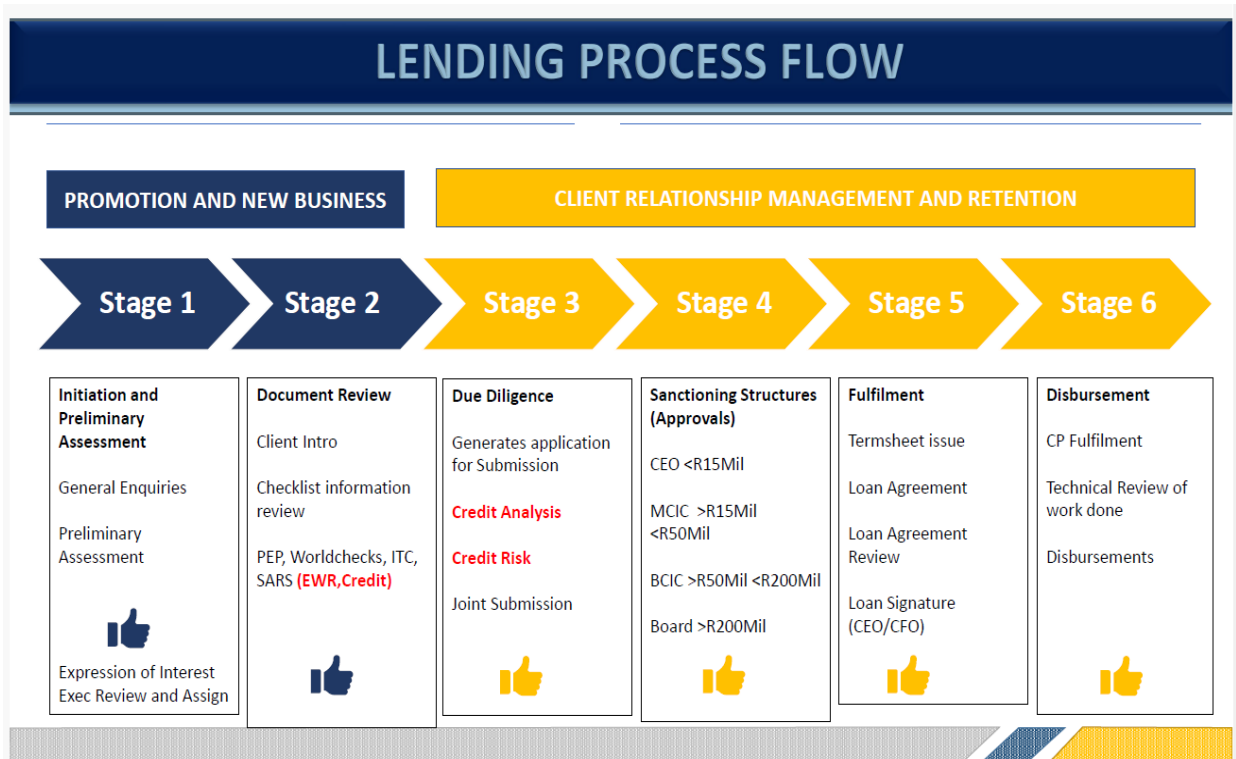 LENDING PROCESS FLOW
PROMOTION AND NEW BUSINESS
CLIENT RELATIONSHIP MANAGEMENT AND RETENTION
Stage 1
Stage 2
Stage 3
Stage 4
Stage 5
Stage 6
Initiation and
Preliminary
Assessment
General Enquiries
Preliminary
Assessment
Expression of Interest
Exec Review and Assign
Document Review
Client Intro
Checklist information
review
PEP, Worldchecks, ITC,
SARS (EWR,Credit)
Due Diligence
Generates application
for Submission
Credit Analysis
Credit Risk
Joint Submission
Sanctioning Structures
(Approvals)
CEO <R15Mil
MCIC >R15Mil
<R50Mil
BCIC >R50Mil <R200Mil
Board >R200Mil
Fulfilment
Termsheet issue
Loan Agreement
Loan Agreement
Review
Loan Signature
(CEO/CFO)
Disbursement
CP Fulfilment
Technical Review of
work done
Disbursements